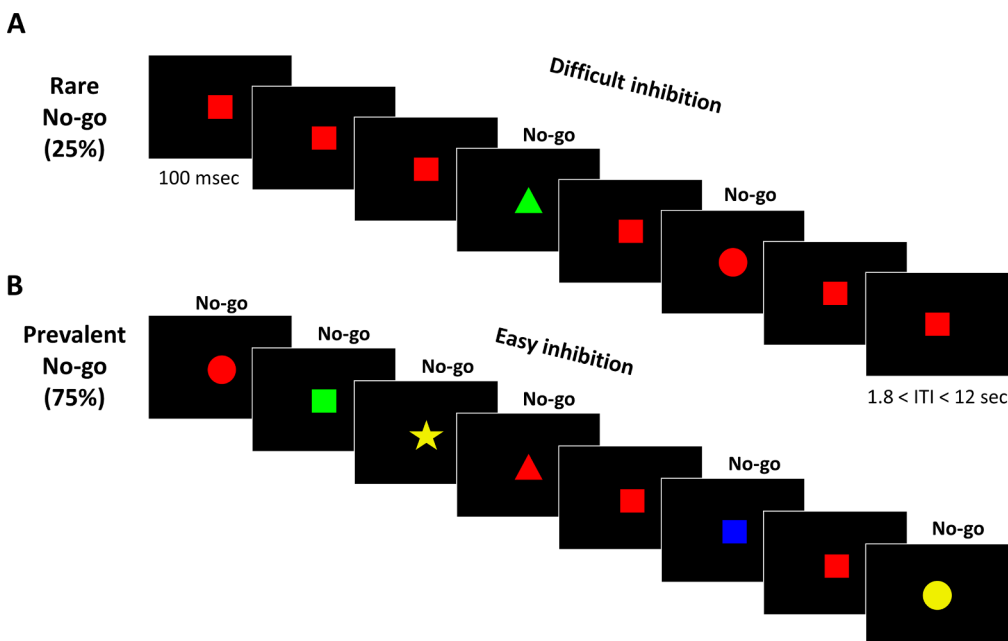 A
Rare
No-go
(25%)
Difficult inhibition
No-go
100 msec
No-go
B
Prevalent
No-go
(75%)
No-go
No-go
Easy inhibition
No-go
No-go
1.8 < ITI < 12 sec
No-go
No-go